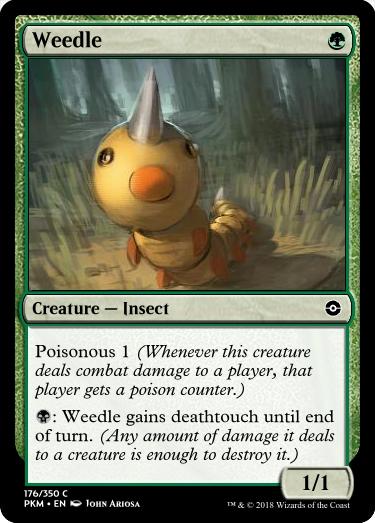 Weedle
Creature — Insect
Poisonous 1 (Whenever this creature
deals combat damage to a player, that
player gets a poison counter.)
: Weedle gains deathtouch until end
of turn. (Any amount of damage it deals
to a creature is enough to destroy it.)
1/1
176/350 C
PKM • EN John Ariosa
™ & © 2018 Wizards of the Coast